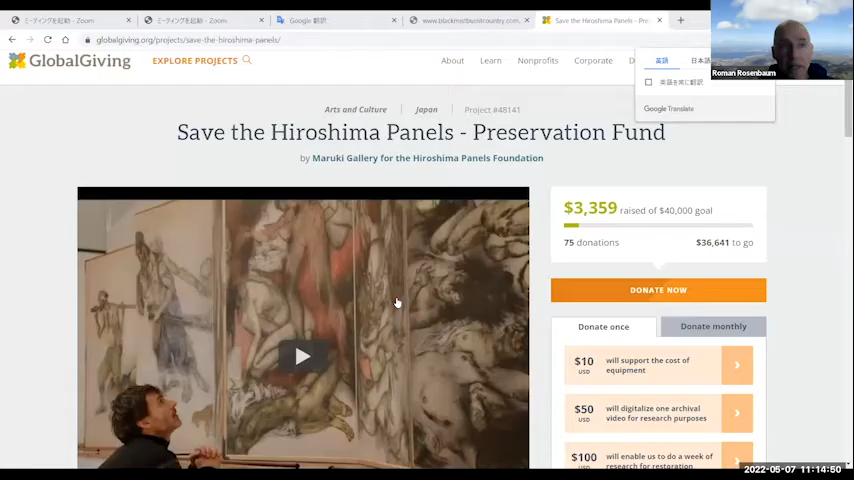 ミーティングを起動 - Zoom
ミーティングを起動 - Zoom
Google 翻訳
Save the Hiroshima Panels - Pre
globalgiving.org/projects/save-the-hiroshima-panels/
Roman Rosenbaum
GlobalGiving
EXPLORE PROJECTS
About Learn Nonprofits Corporate
英語 日本語
英語を常に翻訳
Google Translate
Arts and Culture Japan Project #48141
Save the Hiroshima Panels - Preservation Fund
by Maruki Gallery for the Hiroshima Panels Foundation
$3,359 raised of $40,000 goal
75 donations $36,641 to go
DONATE NOW
Donate once Donate monthly
$10 USD will support the cost of
equipment
$50 USD will digitalize one archival
video for research purposes
$100 USD will enable us to do a week of
research for restoration
2022-05-07 11:14:50